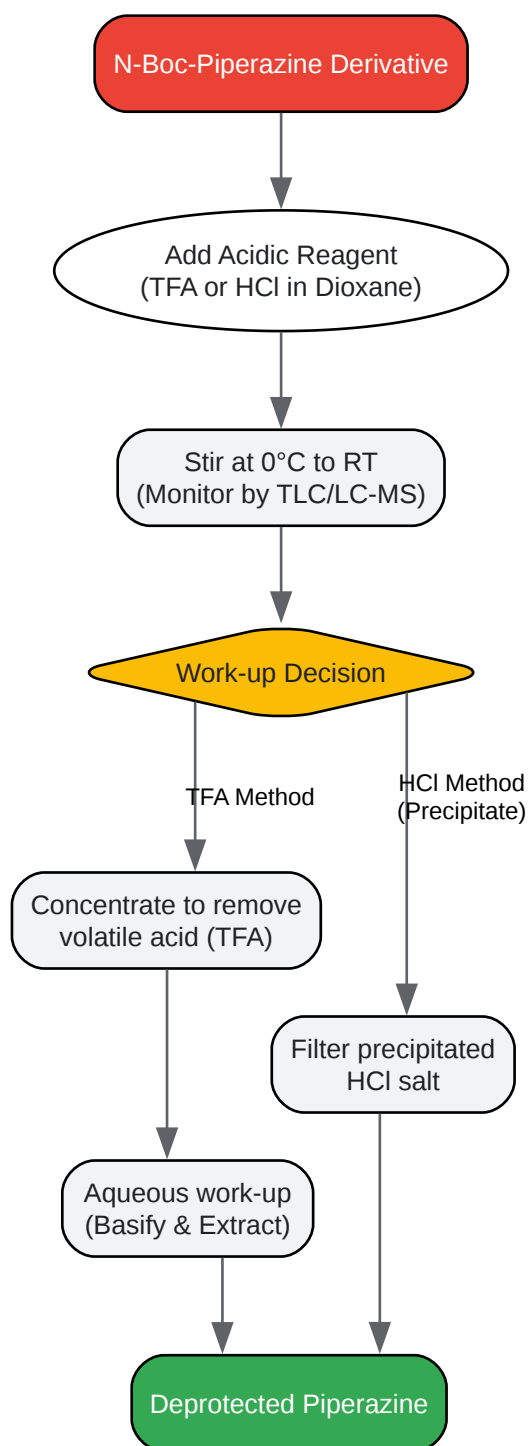 N-Boc-Piperazine Derivative
Add Acidic Reagent
(TFA or HCl in Dioxane)
Stir at 0°C to RT
(Monitor by TLC/LC-MS)
Work-up Decision
TFA Method
HCl Method
(Precipitate)
Concentrate to remove
volatile acid (TFA)
Filter precipitated
HCl salt
Aqueous work-up
(Basify & Extract)
Deprotected Piperazine